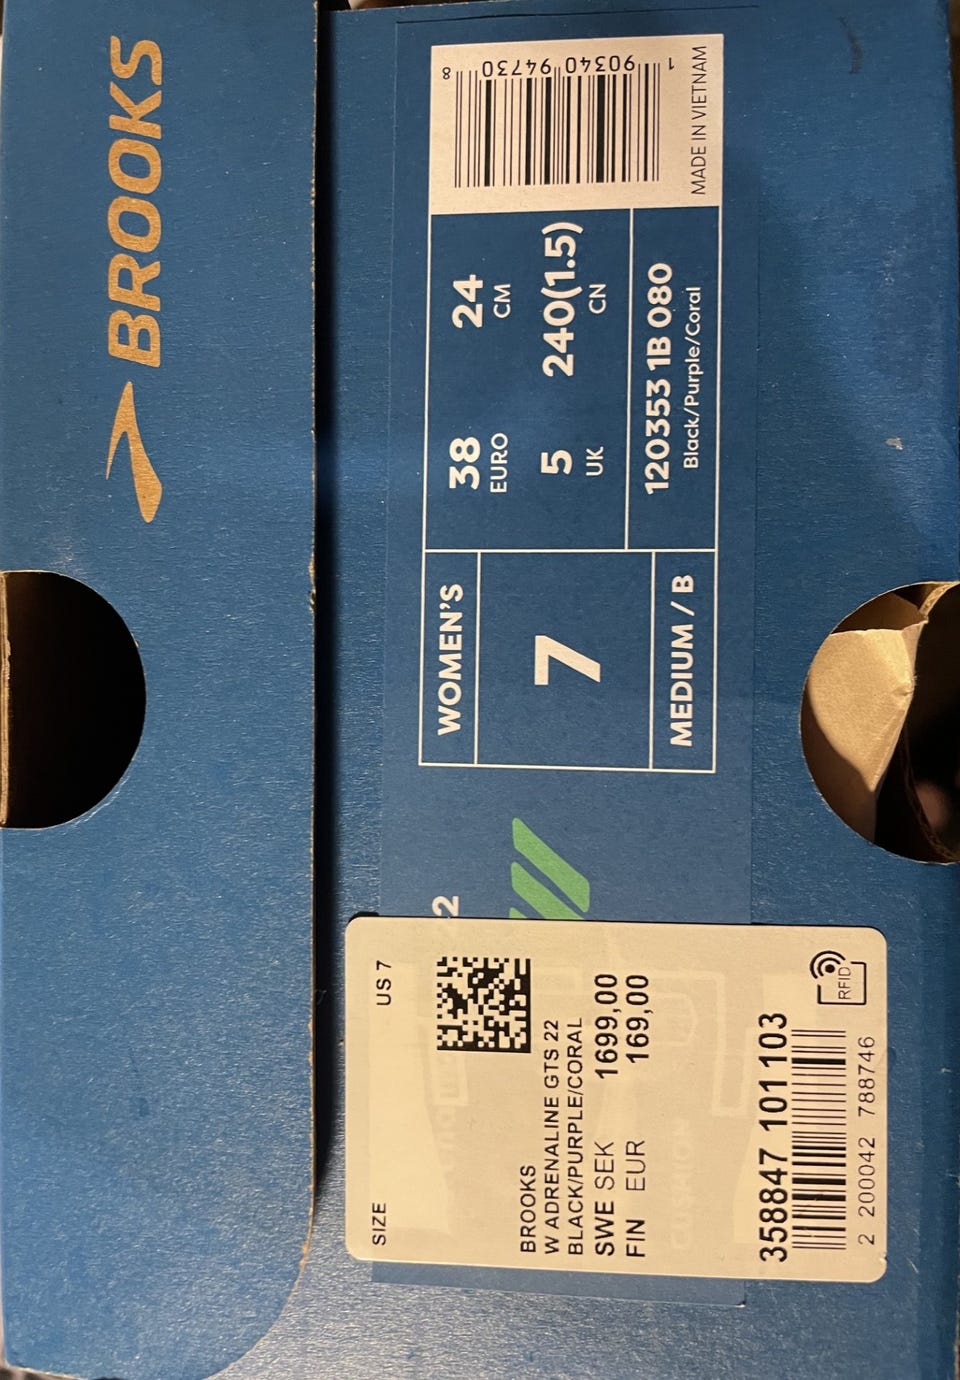 BROOKS
WOMEN'S
7
MEDIUM / B
38
EURO
24
CM
5
UK
240(1.5)
CN
120353 1B 080
Black/Purple/Coral
1 90340 94730 8
MADE IN VIETNAM
2
SIZE US 7
BROOKS
W ADRENALINE GTS 22
BLACK/PURPLE/CORAL
SWE SEK 1699,00
FIN EUR 169,00
358847 101 103
2 200042 788746
RFID